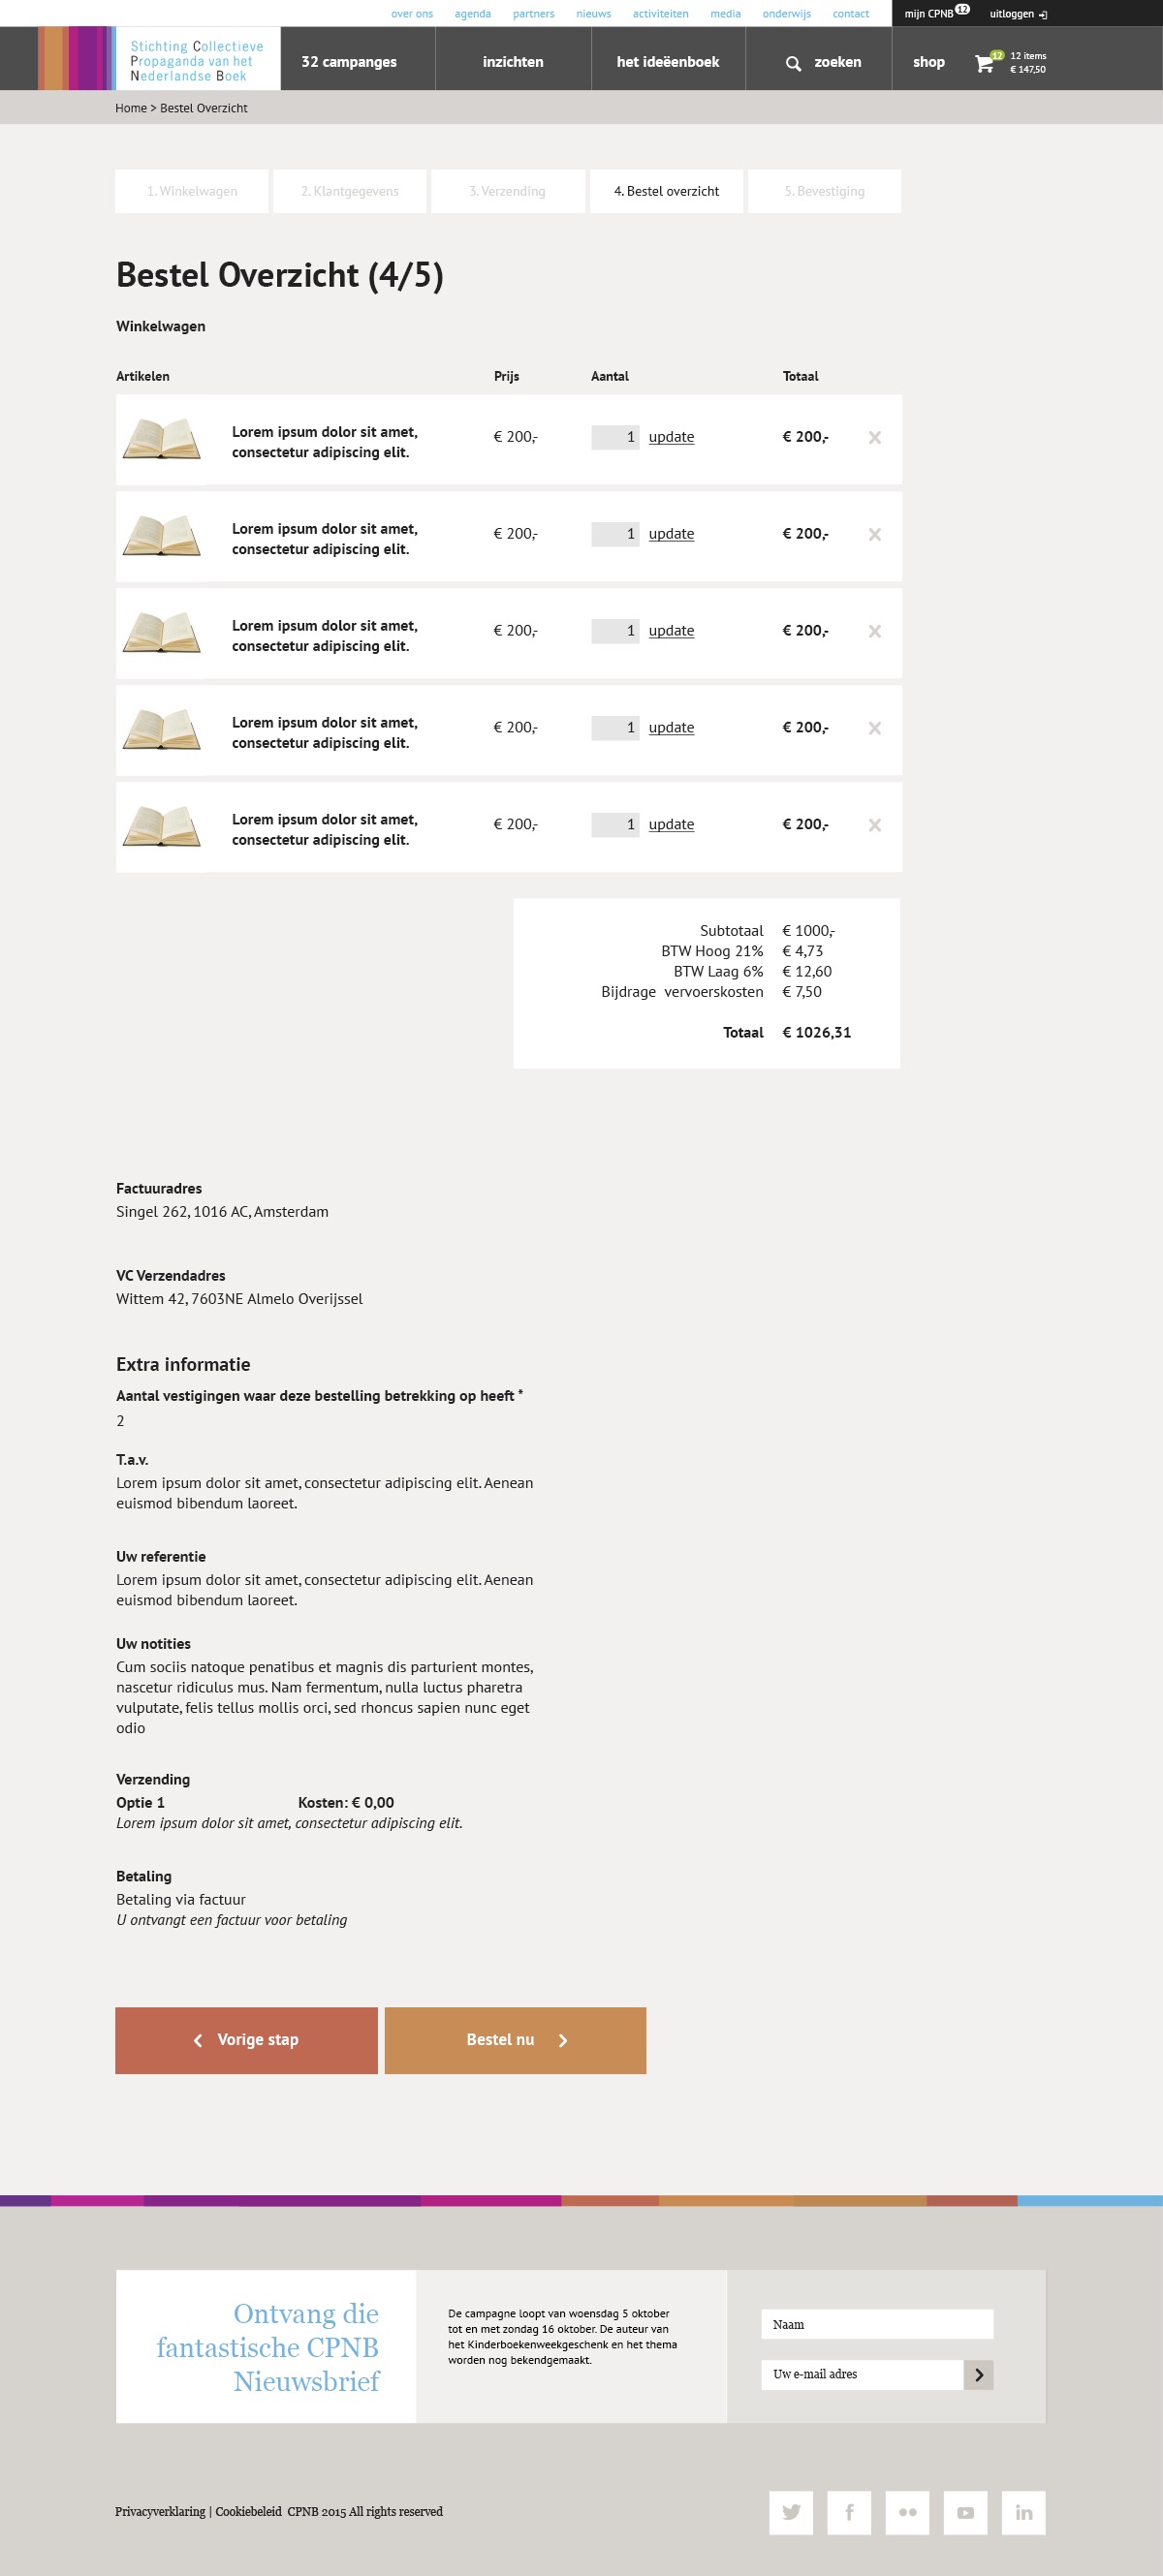 over ons agenda partners nieuws activiteiten media onderwijs contact mijn CPNB 12 uitloggen
Stichting Collectieve
Propaganda van het
Nederlandse Boek
32 campanges inzichten het ideëenboek zoeken shop 12 12 items
€ 147,50
Home > Bestel Overzicht
1. Winkelwagen 2. Klantgegevens 3. Verzending 4. Bestel overzicht 5. Bevestiging
Bestel Overzicht (4/5)
Winkelwagen
Artikelen Prijs Aantal Totaal
Lorem ipsum dolor sit amet,
consectetur adipiscing elit.
€ 200,- 1 update € 200,-
Lorem ipsum dolor sit amet,
consectetur adipiscing elit.
€ 200,- 1 update € 200,-
Lorem ipsum dolor sit amet,
consectetur adipiscing elit.
€ 200,- 1 update € 200,-
Lorem ipsum dolor sit amet,
consectetur adipiscing elit.
€ 200,- 1 update € 200,-
Lorem ipsum dolor sit amet,
consectetur adipiscing elit.
€ 200,- 1 update € 200,-
Subtotaal € 1000,-
BTW Hoog 21% € 4,73
BTW Laag 6% € 12,60
Bijdrage vervoerskosten € 7,50
Totaal € 1026,31
Factuuradres
Singel 262, 1016 AC, Amsterdam
VC Verzendadres
Wittem 42, 7603NE Almelo Overijssel
Extra informatie
Aantal vestigingen waar deze bestelling betrekking op heeft *
2
T.a.v.
Lorem ipsum dolor sit amet, consectetur adipiscing elit. Aenean
euismod bibendum laoreet.
Uw referentie
Lorem ipsum dolor sit amet, consectetur adipiscing elit. Aenean
euismod bibendum laoreet.
Uw notities
Cum sociis natoque penatibus et magnis dis parturient montes,
nascetur ridiculus mus. Nam fermentum, nulla luctus pharetra
vulputate, felis tellus mollis orci, sed rhoncus sapien nunc eget
odio
Verzending
Optie 1 Kosten: € 0,00
Lorem ipsum dolor sit amet, consectetur adipiscing elit.
Betaling
Betaling via factuur
U ontvangt een factuur voor betaling
Vorige stap Bestel nu
Ontvang die
fantastische CPNB
Nieuwsbrief
De campagne loopt van woensdag 5 oktober
tot en met zondag 16 oktober. De auteur van
het Kinderboekenweekgeschenk en het thema
worden nog bekendgemaakt.
Naam
Uw e-mail adres
Privacyverklaring | Cookiebeleid CPNB 2015 All rights reserved